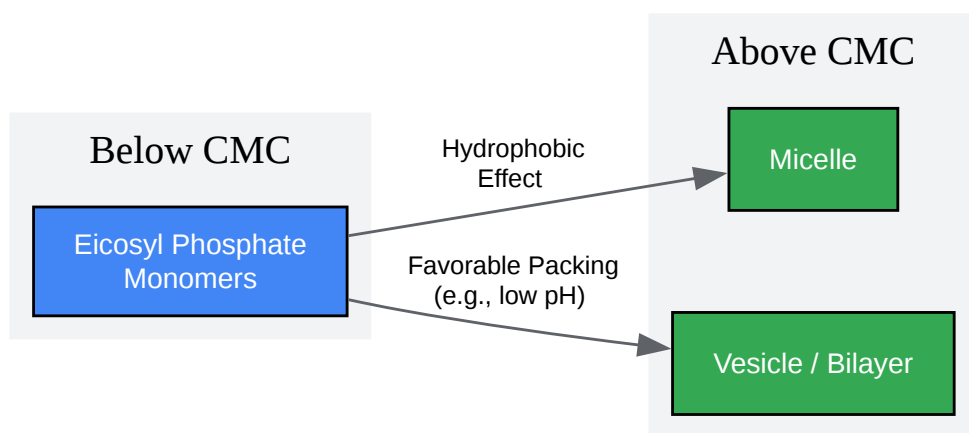 Below CMC
Eicosyl Phosphate
Monomers
Hydrophobic
Effect
Favorable Packing
(e.g., low pH)
Above CMC
Micelle
Vesicle / Bilayer